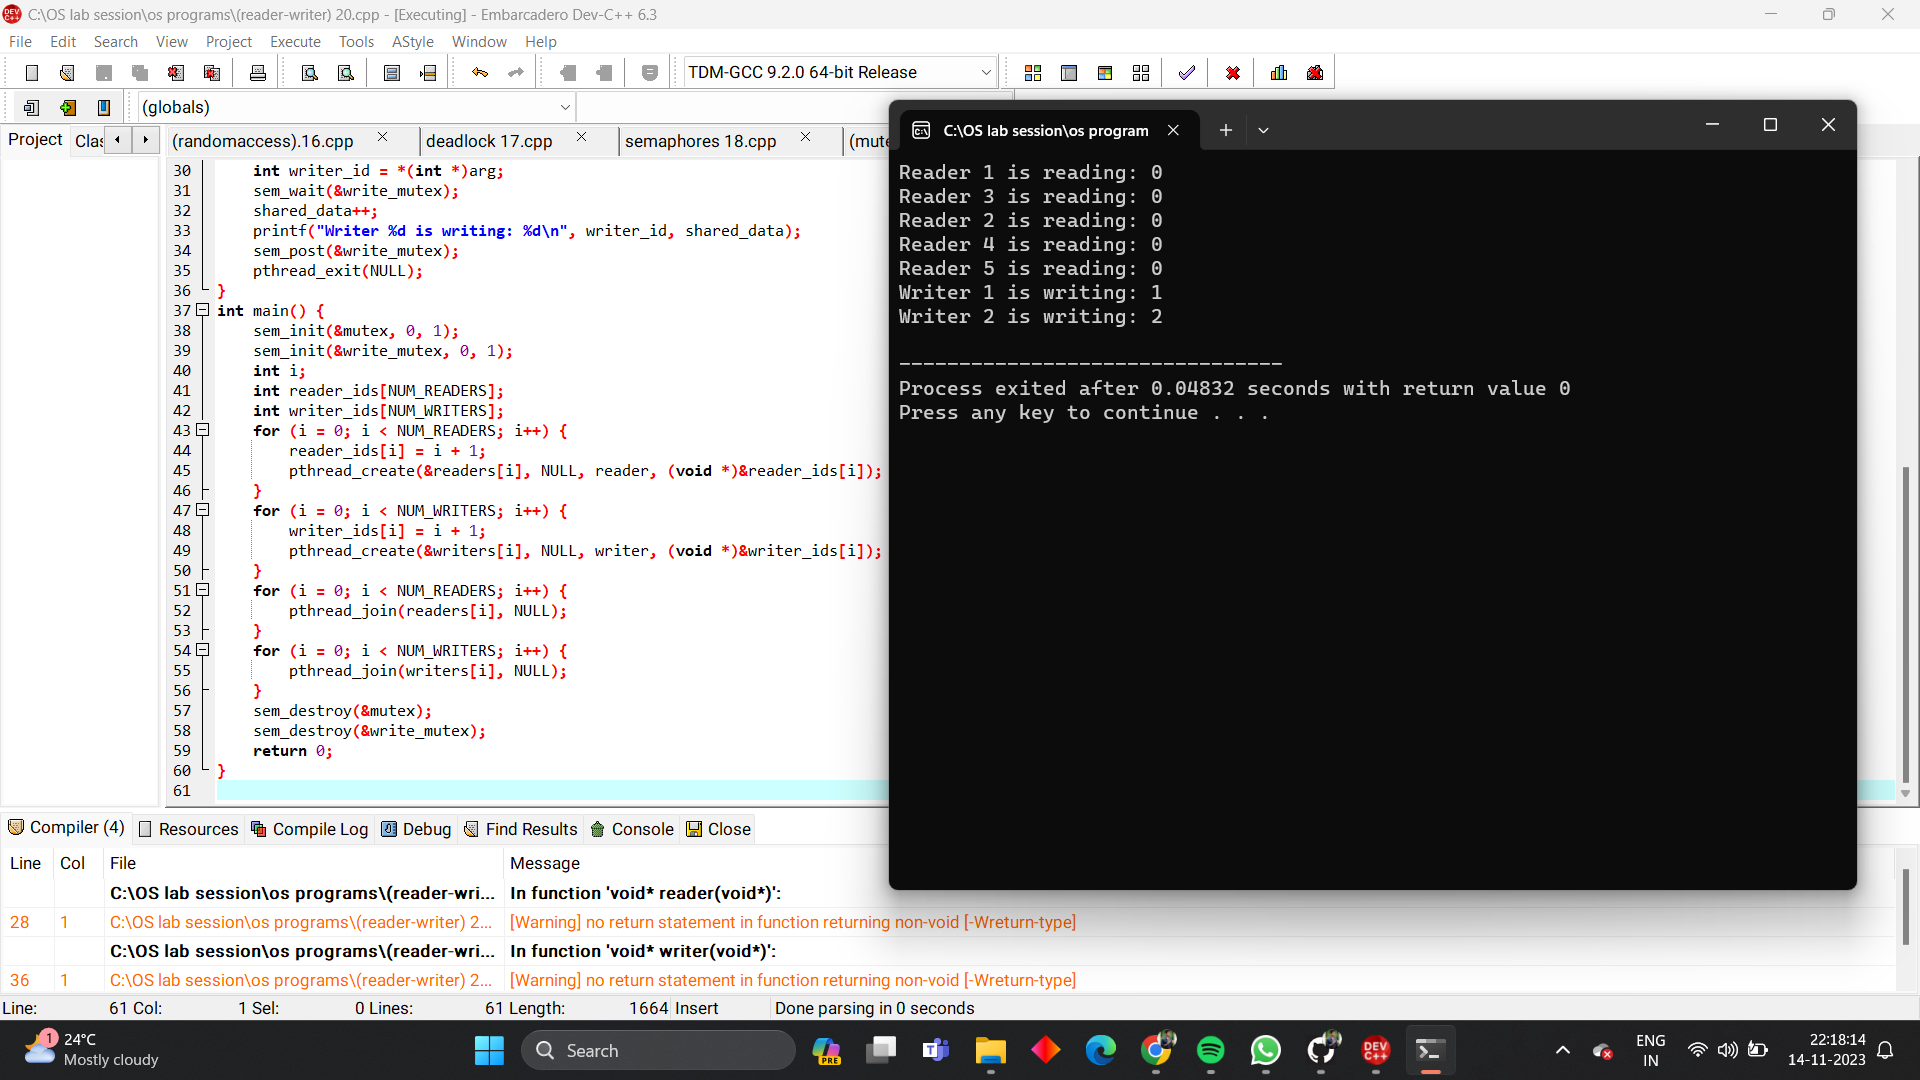 C:\OS lab session\os programs\(reader-writer) 20.cpp - [Executing] - Embarcadero Dev-C++ 6.3
File Edit Search View Project Execute Tools AStyle Window Help
TDM-GCC 9.2.0 64-bit Release
(globals)
Project Clas (randomaccess).16.cpp deadlock 17.cpp semaphores 18.cpp (mute
30 int writer_id = *(int *)arg;
31 sem_wait(&write_mutex);
32 shared_data++;
33 printf("Writer %d is writing: %d\n", writer_id, shared_data);
34 sem_post(&write_mutex);
35 pthread_exit(NULL);
36 }
37 int main() {
38 sem_init(&mutex, 0, 1);
39 sem_init(&write_mutex, 0, 1);
40 int i;
41 int reader_ids[NUM_READERS];
42 int writer_ids[NUM_WRITERS];
43 for (i = 0; i < NUM_READERS; i++) {
44 reader_ids[i] = i + 1;
45 pthread_create(&readers[i], NULL, reader, (void *)&reader_ids[i]);
46 }
47 for (i = 0; i < NUM_WRITERS; i++) {
48 writer_ids[i] = i + 1;
49 pthread_create(&writers[i], NULL, writer, (void *)&writer_ids[i]);
50 }
51 for (i = 0; i < NUM_READERS; i++) {
52 pthread_join(readers[i], NULL);
53 }
54 for (i = 0; i < NUM_WRITERS; i++) {
55 pthread_join(writers[i], NULL);
56 }
57 sem_destroy(&mutex);
58 sem_destroy(&write_mutex);
59 return 0;
60 }
61
C:\OS lab session\os program
Reader 1 is reading: 0
Reader 3 is reading: 0
Reader 2 is reading: 0
Reader 4 is reading: 0
Reader 5 is reading: 0
Writer 1 is writing: 1
Writer 2 is writing: 2
--------------------------------
Process exited after 0.04832 seconds with return value 0
Press any key to continue . . .
Compiler (4) Resources Compile Log Debug Find Results Console Close
Line Col File Message
C:\OS lab session\os programs\(reader-wri... In function 'void* reader(void*)':
28 1 C:\OS lab session\os programs\(reader-writer) 2... [Warning] no return statement in function returning non-void [-Wreturn-type]
C:\OS lab session\os programs\(reader-wri... In function 'void* writer(void*)':
36 1 C:\OS lab session\os programs\(reader-writer) 2... [Warning] no return statement in function returning non-void [-Wreturn-type]
Line: 61 Col: 1 Sel: 0 Lines: 61 Length: 1664 Insert Done parsing in 0 seconds
1 24°C
Mostly cloudy
Search
PRE
DEV C++
ENG
IN
22:18:14
14-11-2023